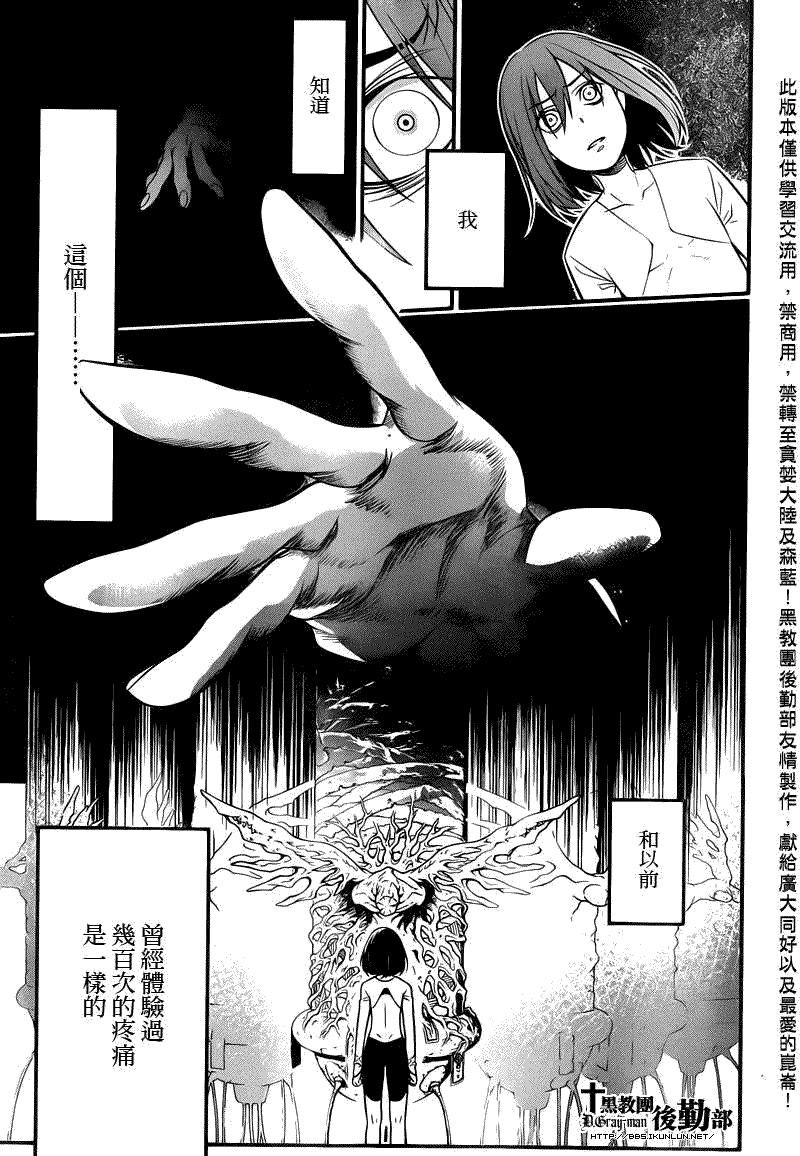 我
知道
這個——……
和以前
曾經體驗過
幾百次的疼痛
是一樣的
此版本僅供學習交流用，禁商用，禁轉至貪婪大陸及森藍！黑教團後勤部友情製作，獻給廣大同好以及最愛的崑崙！
黑教團
D.Gray-man
後勤部
HTTP://BBS.IKUNLUN.NET/